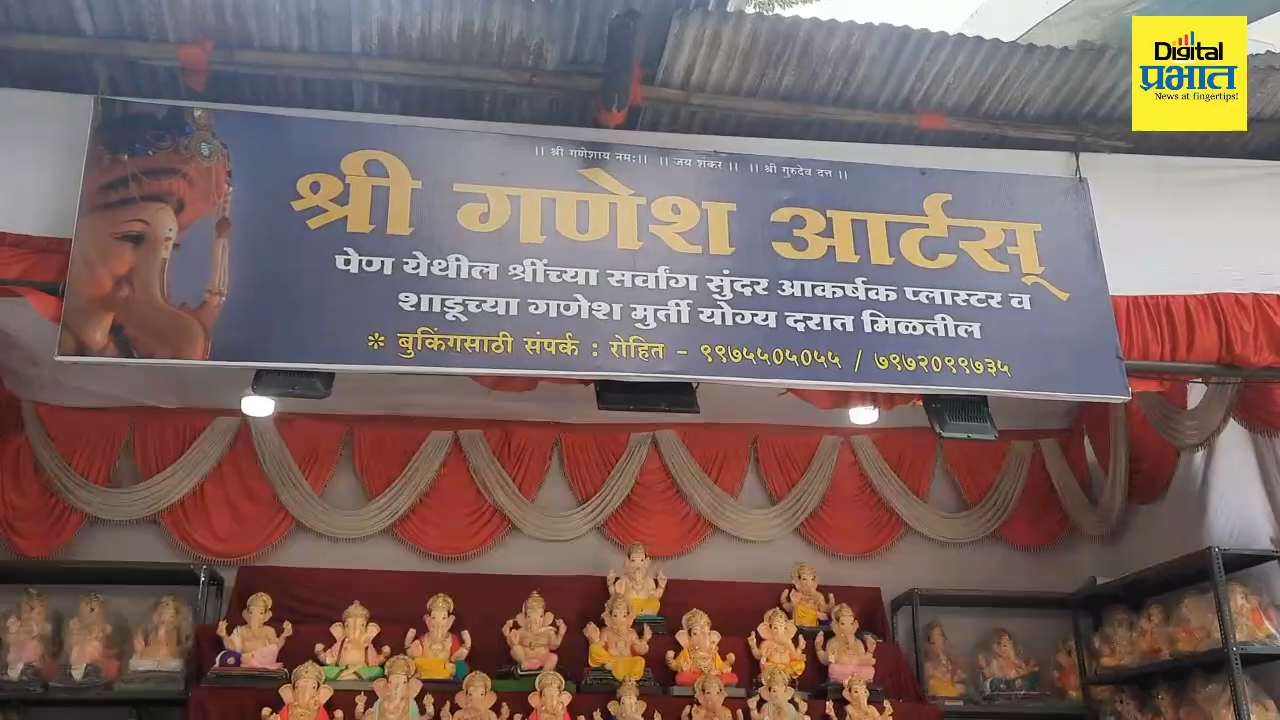 Digital
प्रभात
News at fingertips!
|| श्री गणेशाय नमः|| || जय शंकर || || श्री गुरुदेव दत्त ||
श्री गणेश आर्टस्
पेण येथील श्रींच्या सर्वांग सुंदर आकर्षक प्लास्टर व
शाडूच्या गणेश मुर्ती योग्य दरात मिळतील
* बुकिंगसाठी संपर्क : रोहित - ९९७५५०५०५५ / ७९७२०९९७३५